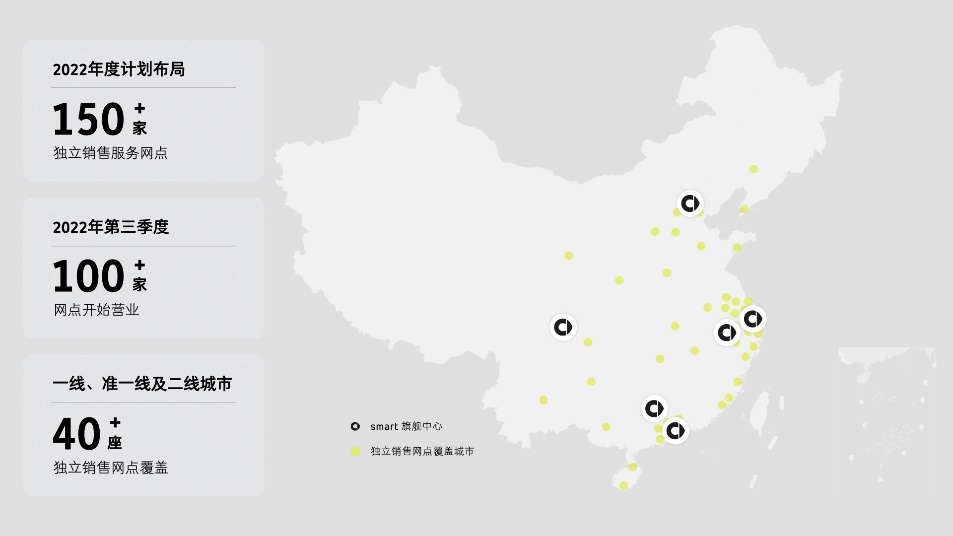 2022年度计划布局
150+家
独立销售服务网点
2022年第三季度
100+家
网点开始营业
一线、准一线及二线城市
40+座
独立销售网点覆盖
smart 旗舰中心
独立销售网点覆盖城市